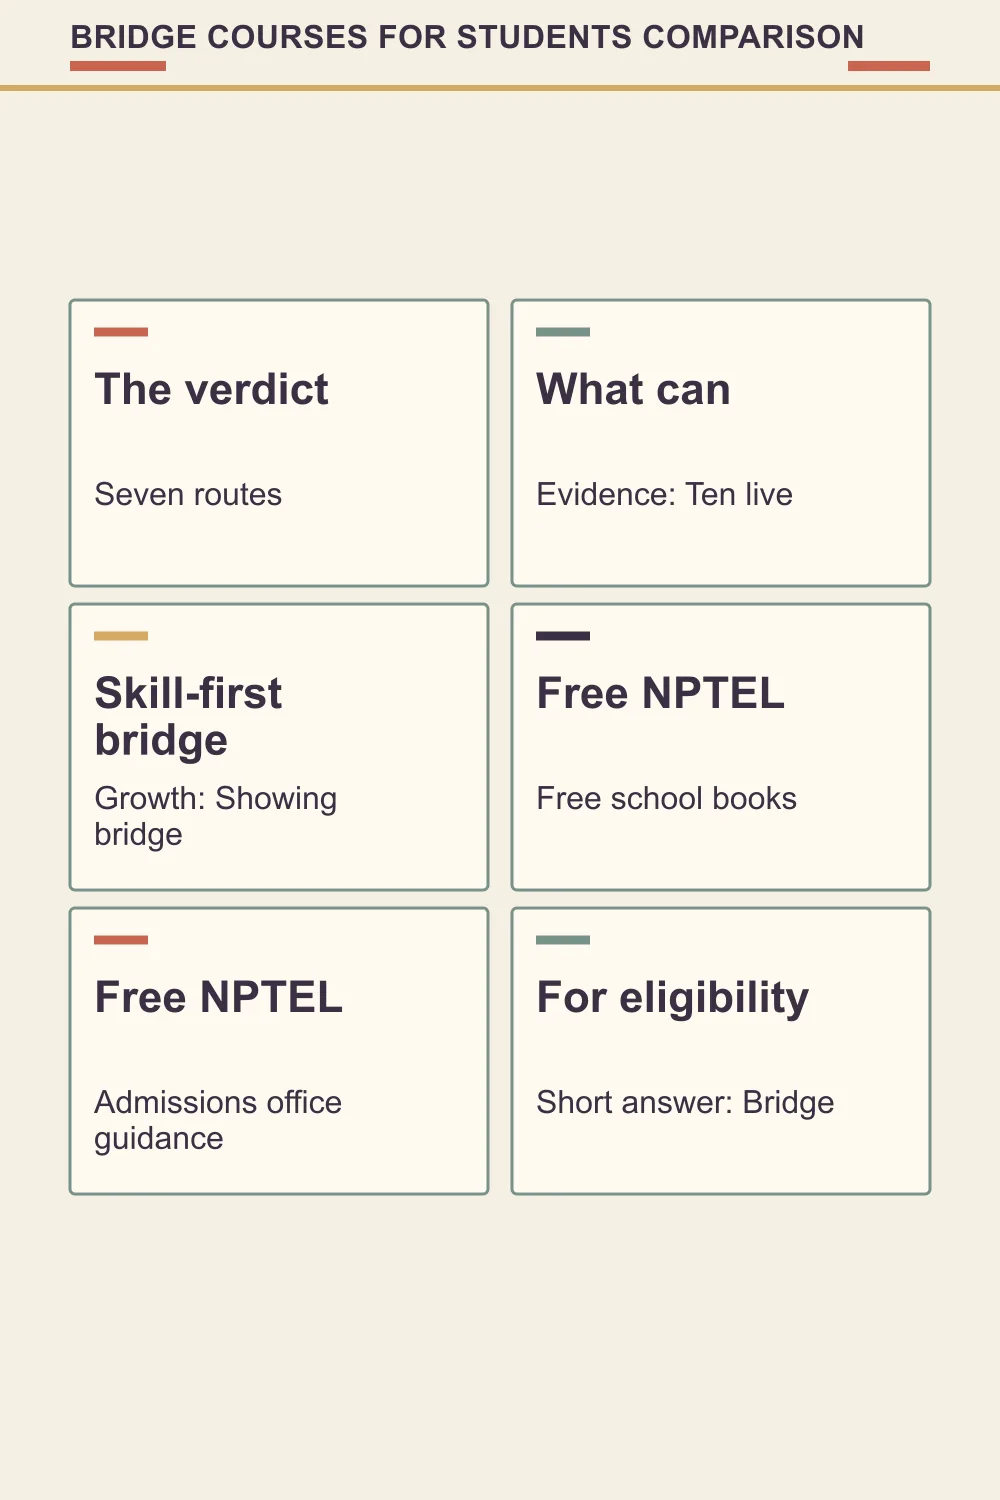 BRIDGE COURSES FOR STUDENTS COMPARISON
The verdict
Seven routes
What can
Evidence: Ten live
Skill-first
bridge
Growth: Showing
bridge
Free NPTEL
Free school books
Free NPTEL
Admissions office
guidance
For eligibility
Short answer: Bridge